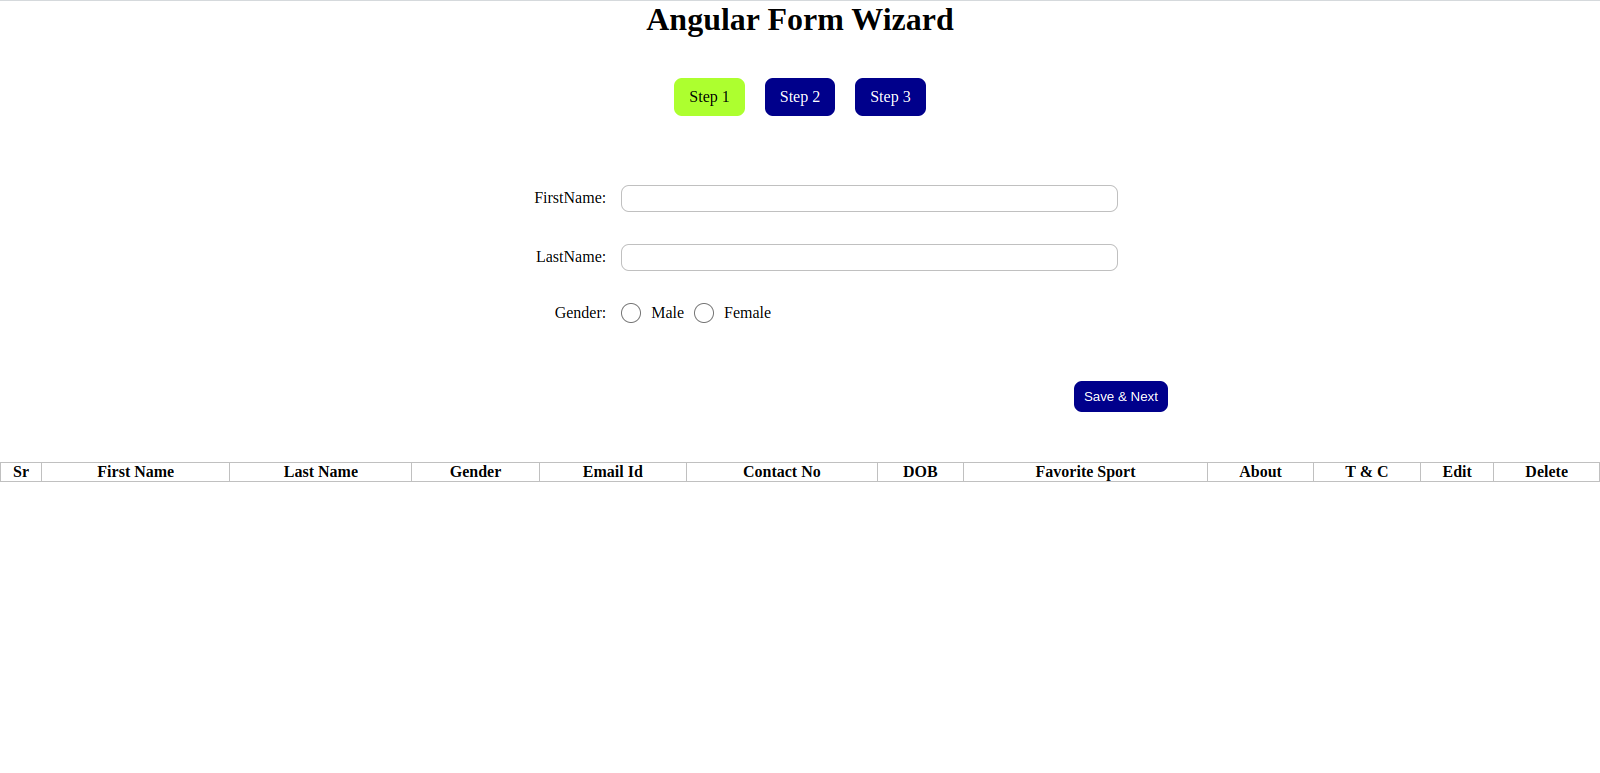 Angular Form Wizard
Step 1 Step 2 Step 3
FirstName:
LastName:
Gender: Male Female
Save & Next
Sr First Name Last Name Gender Email Id Contact No DOB Favorite Sport About T & C Edit Delete